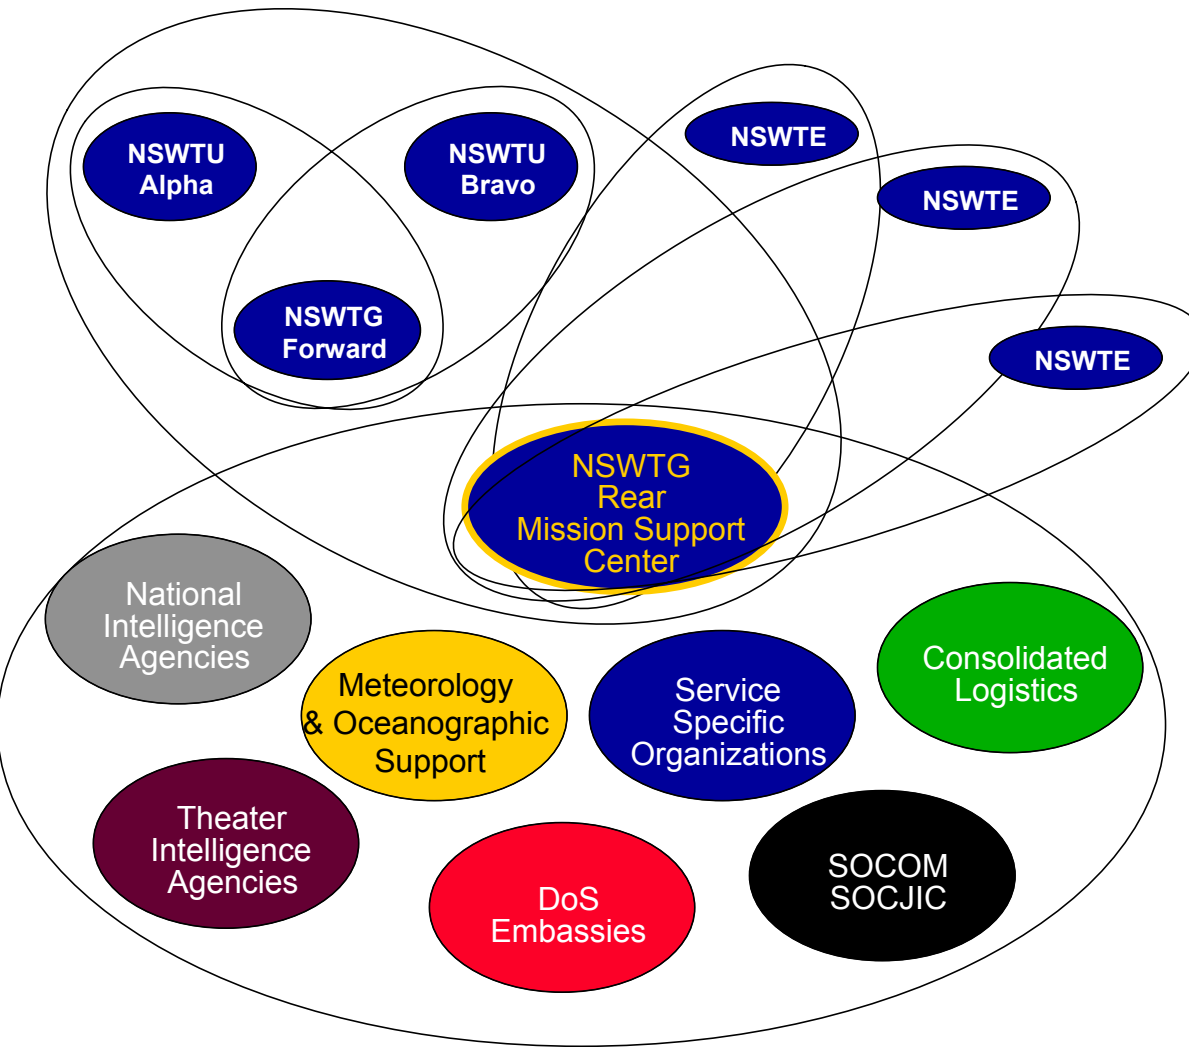 NSWTU
Alpha
NSWTU
Bravo
NSWTE
NSWTE
NSWTG
Forward
NSWTE
NSWTG
Rear
Mission Support
Center
National
Intelligence
Agencies
Meteorology
& Oceanographic
Support
Service
Specific
Organizations
Consolidated
Logistics
Theater
Intelligence
Agencies
DoS
Embassies
SOCOM
SOCJIC